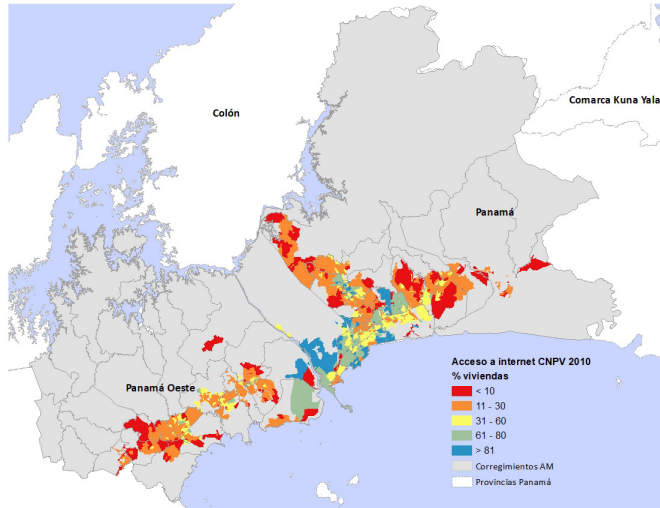 Colón
Comarca Kuna Yala
Panamá
Panamá Oeste
Acceso a internet CNPV 2010
% viviendas
< 10
11 - 30
31 - 60
61 - 80
> 81
Corregimientos AM
Provincias Panamá